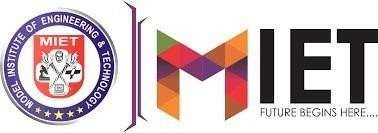 MIET
MODEL INSTITUTE OF ENGINEERING & TECHNOLOGY
MIET
FUTURE BEGINS HERE....